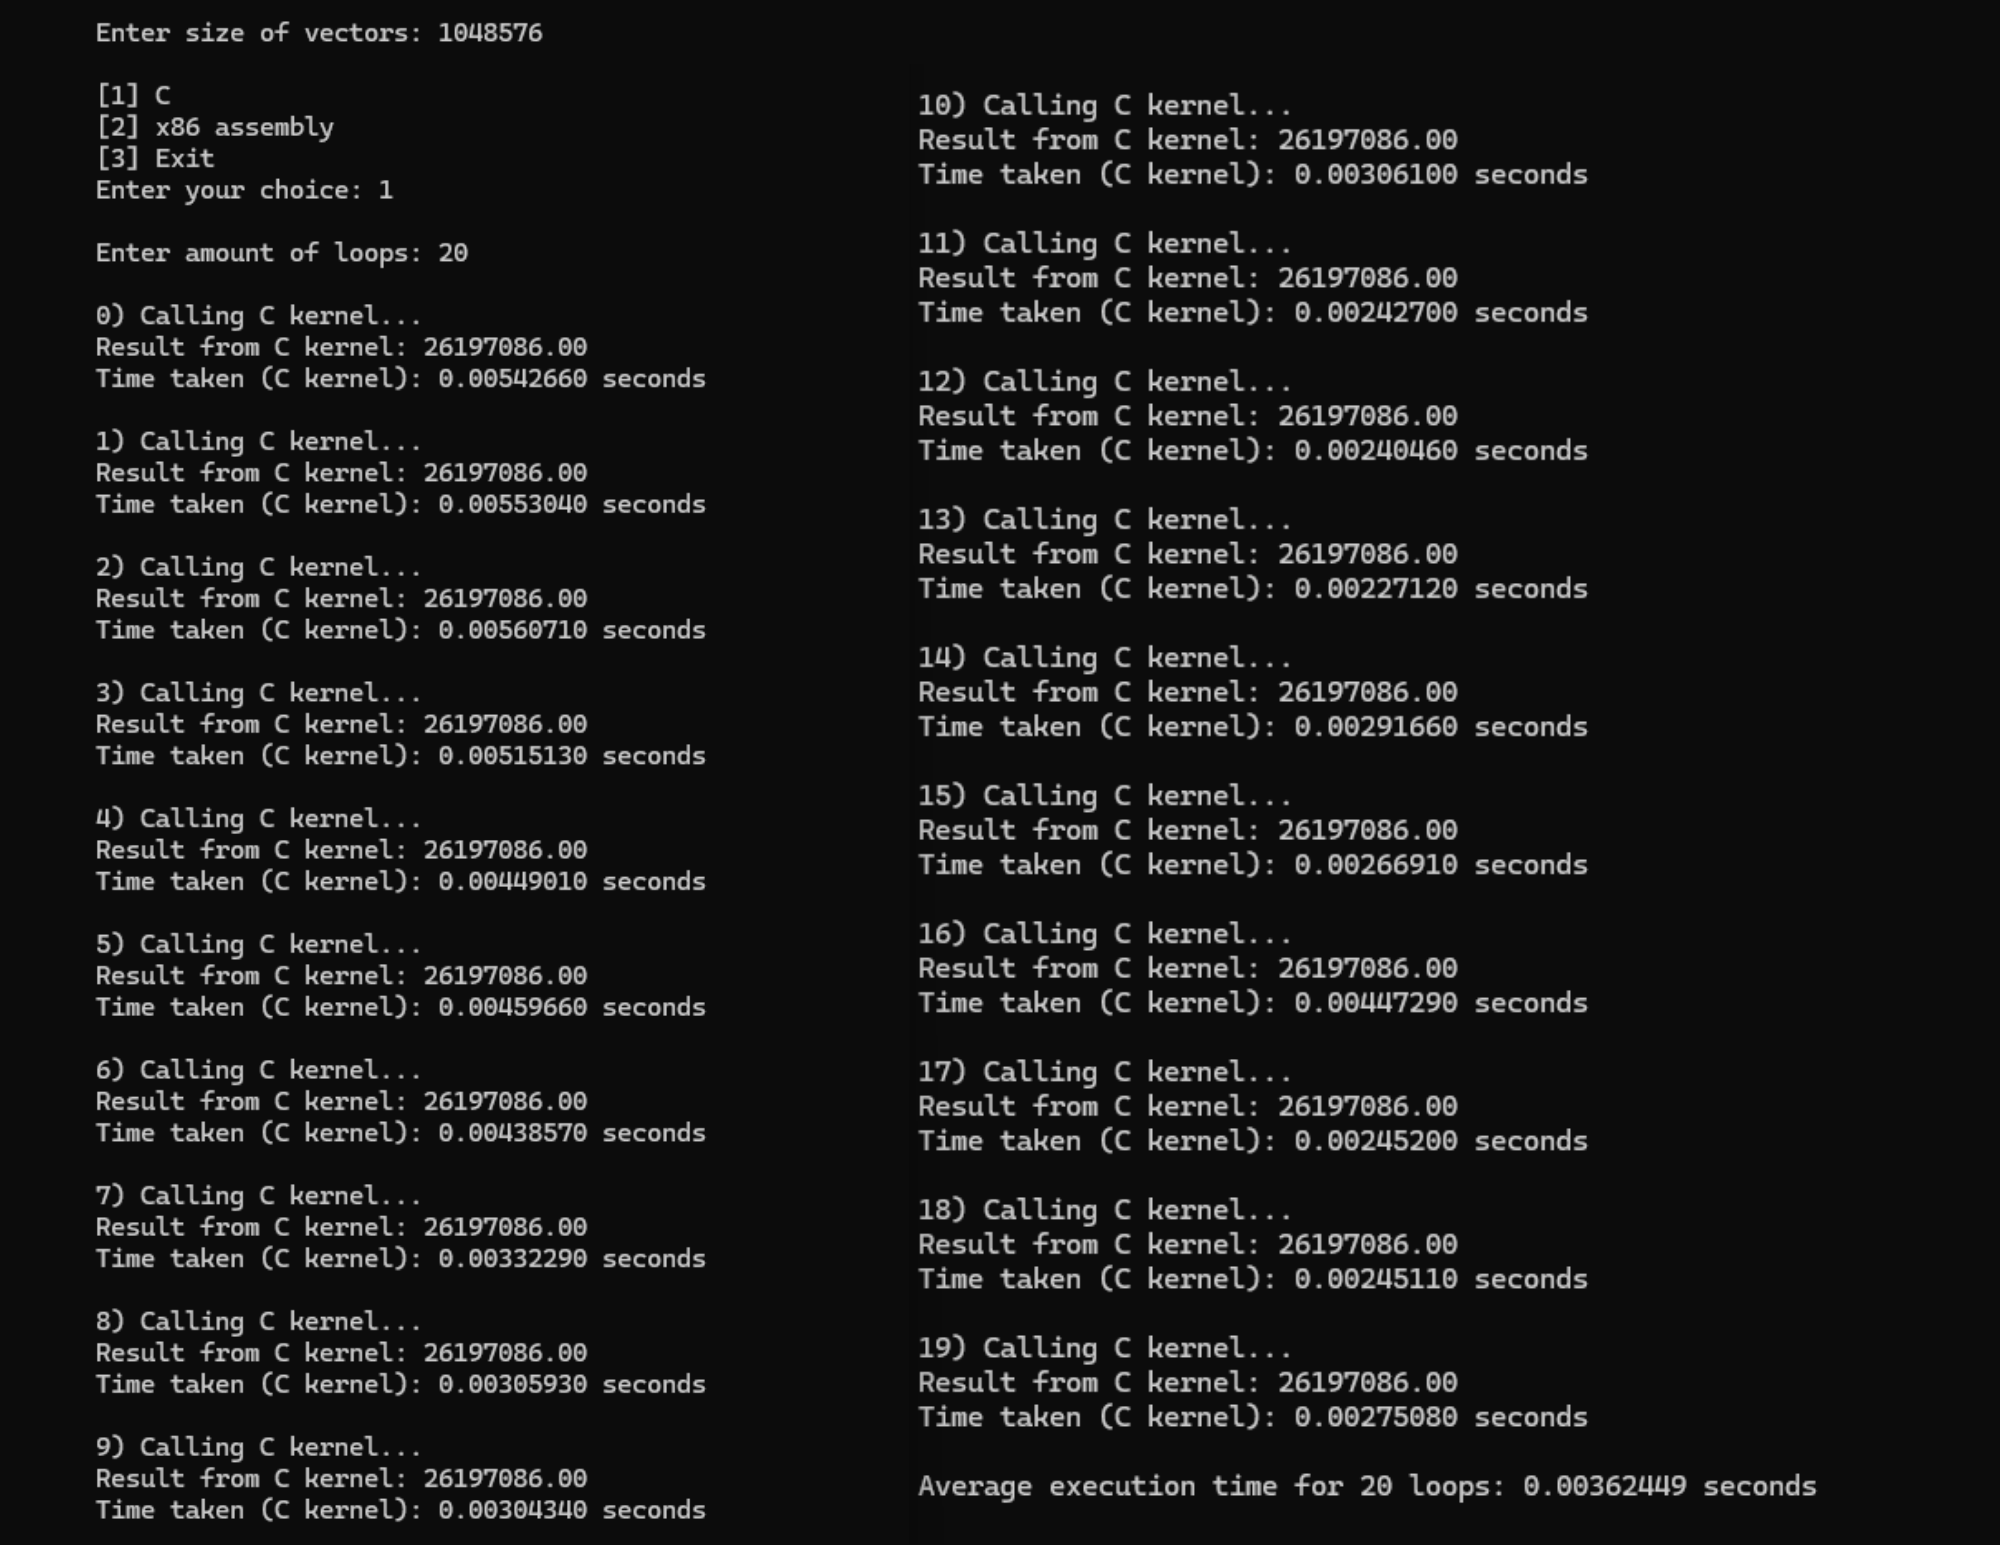 Enter size of vectors: 1048576
[1] C
[2] x86 assembly
[3] Exit
Enter your choice: 1
Enter amount of loops: 20
0) Calling C kernel...
Result from C kernel: 26197086.00
Time taken (C kernel): 0.00542660 seconds
1) Calling C kernel...
Result from C kernel: 26197086.00
Time taken (C kernel): 0.00553040 seconds
2) Calling C kernel...
Result from C kernel: 26197086.00
Time taken (C kernel): 0.00560710 seconds
3) Calling C kernel...
Result from C kernel: 26197086.00
Time taken (C kernel): 0.00515130 seconds
4) Calling C kernel...
Result from C kernel: 26197086.00
Time taken (C kernel): 0.00449010 seconds
5) Calling C kernel...
Result from C kernel: 26197086.00
Time taken (C kernel): 0.00459660 seconds
6) Calling C kernel...
Result from C kernel: 26197086.00
Time taken (C kernel): 0.00438570 seconds
7) Calling C kernel...
Result from C kernel: 26197086.00
Time taken (C kernel): 0.00332290 seconds
8) Calling C kernel...
Result from C kernel: 26197086.00
Time taken (C kernel): 0.00305930 seconds
9) Calling C kernel...
Result from C kernel: 26197086.00
Time taken (C kernel): 0.00304340 seconds
10) Calling C kernel...
Result from C kernel: 26197086.00
Time taken (C kernel): 0.00306100 seconds
11) Calling C kernel...
Result from C kernel: 26197086.00
Time taken (C kernel): 0.00242700 seconds
12) Calling C kernel...
Result from C kernel: 26197086.00
Time taken (C kernel): 0.00240460 seconds
13) Calling C kernel...
Result from C kernel: 26197086.00
Time taken (C kernel): 0.00227120 seconds
14) Calling C kernel...
Result from C kernel: 26197086.00
Time taken (C kernel): 0.00291660 seconds
15) Calling C kernel...
Result from C kernel: 26197086.00
Time taken (C kernel): 0.00266910 seconds
16) Calling C kernel...
Result from C kernel: 26197086.00
Time taken (C kernel): 0.00447290 seconds
17) Calling C kernel...
Result from C kernel: 26197086.00
Time taken (C kernel): 0.00245200 seconds
18) Calling C kernel...
Result from C kernel: 26197086.00
Time taken (C kernel): 0.00245110 seconds
19) Calling C kernel...
Result from C kernel: 26197086.00
Time taken (C kernel): 0.00275080 seconds
Average execution time for 20 loops: 0.00362449 seconds